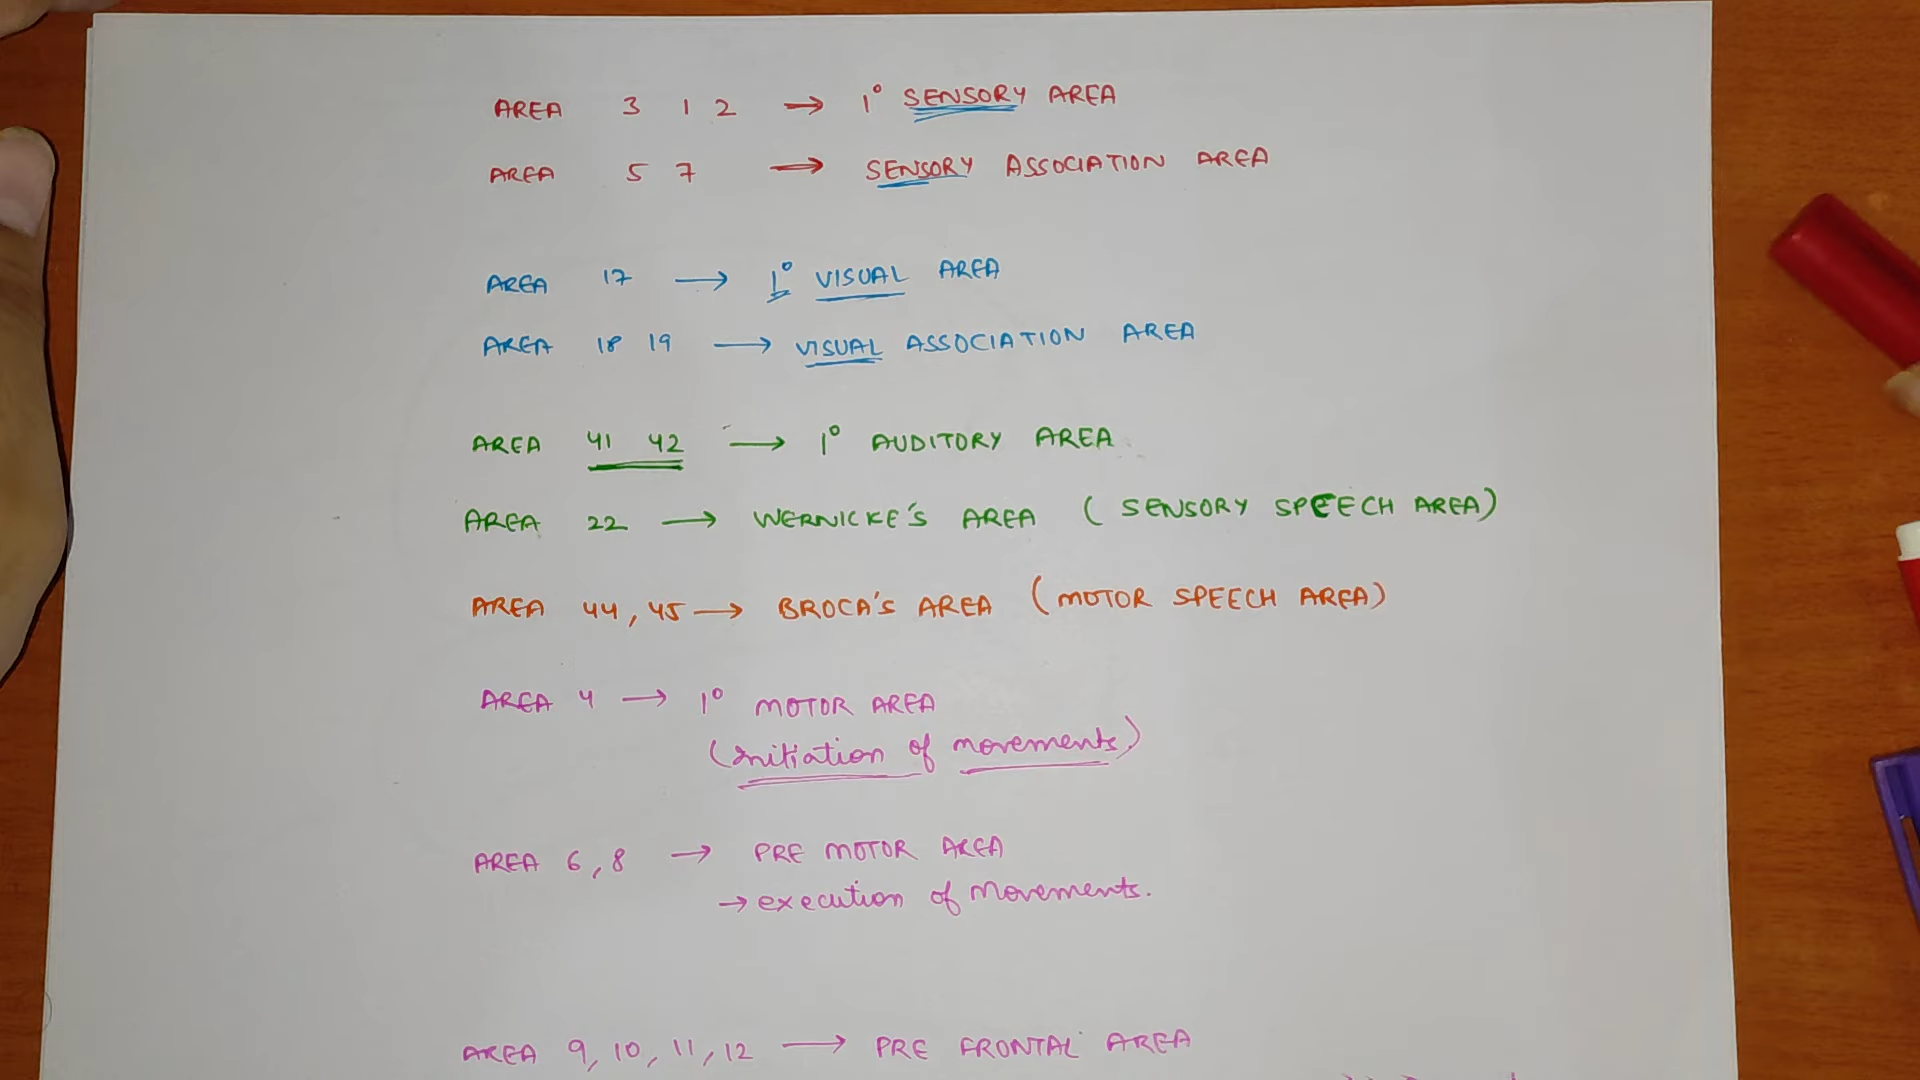 AREA 3 1 2 → 1° SENSORY AREA
AREA 5 7 → SENSORY ASSOCIATION AREA
AREA 17 → 1° VISUAL AREA
AREA 18 19 → VISUAL ASSOCIATION AREA
AREA 41 42 → 1° AUDITORY AREA
AREA 22 → WERNICKE'S AREA ( SENSORY SPEECH AREA)
AREA 44, 45 → BROCA'S AREA (MOTOR SPEECH AREA)
AREA 4 → 1° MOTOR AREA
(Initiation of movements)
AREA 6, 8 → PRE MOTOR AREA
→ execution of Movements.
AREA 9, 10, 11, 12 → PRE FRONTAL AREA